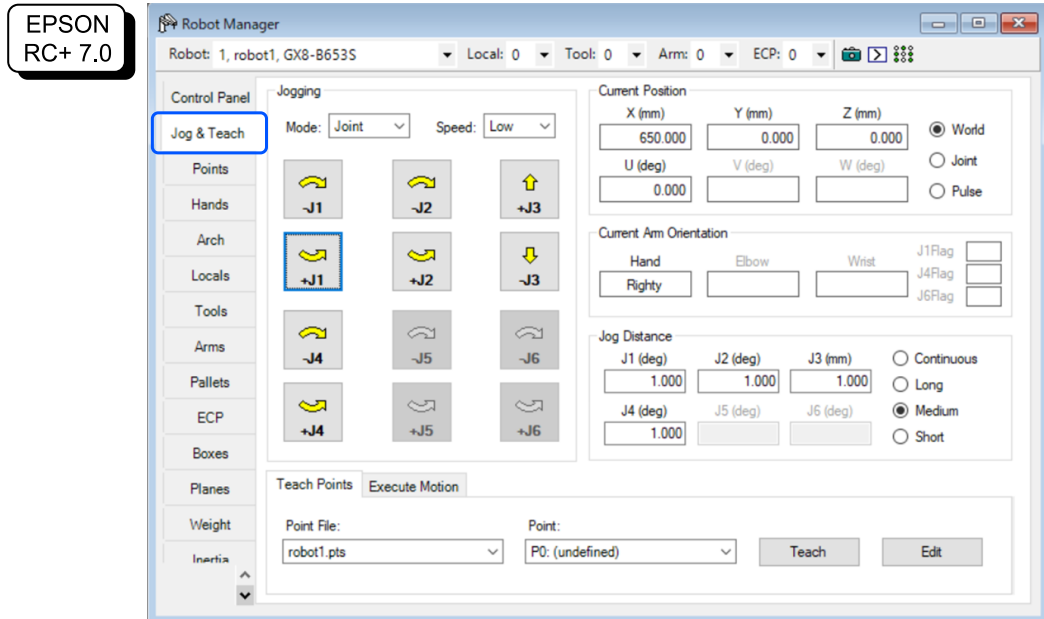 EPSON
RC+ 7.0
Robot Manager
Robot: 1, robot1, GX8-B653S Local: 0 Tool: 0 Arm: 0 ECP: 0
Control Panel
Jog & Teach
Points
Hands
Arch
Locals
Tools
Arms
Pallets
ECP
Boxes
Planes
Weight
Inertia
Jogging
Mode: Joint Speed: Low
-J1 -J2 +J3
+J1 +J2 -J3
-J4 -J5 -J6
+J4 +J5 +J6
Current Position
X (mm) Y (mm) Z (mm)
650.000 0.000 0.000
U (deg) V (deg) W (deg)
0.000
World
Joint
Pulse
Current Arm Orientation
Hand Elbow Wrist
Righty
J1Flag
J4Flag
J6Flag
Jog Distance
J1 (deg) J2 (deg) J3 (mm)
1.000 1.000 1.000
J4 (deg) J5 (deg) J6 (deg)
1.000
Continuous
Long
Medium
Short
Teach Points Execute Motion
Point File: Point:
robot1.pts P0: (undefined) Teach Edit